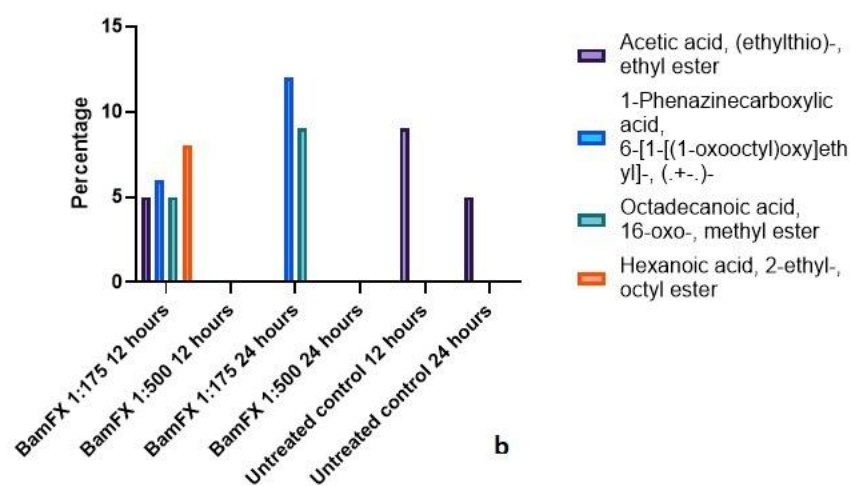 15
10
5
0
Percentage
BamFX 1:175 12 hours
BamFX 1:500 12 hours
BamFX 1:175 24 hours
BamFX 1:500 24 hours
Untreated control 12 hours
Untreated control 24 hours
b
Acetic acid, (ethylthio)-,
ethyl ester
1-Phenazinecarboxylic
acid,
6-[1-[(1-oxooctyl)oxy]eth
yl]-, (.+-.)-
Octadecanoic acid,
16-oxo-, methyl ester
Hexanoic acid, 2-ethyl-,
octyl ester